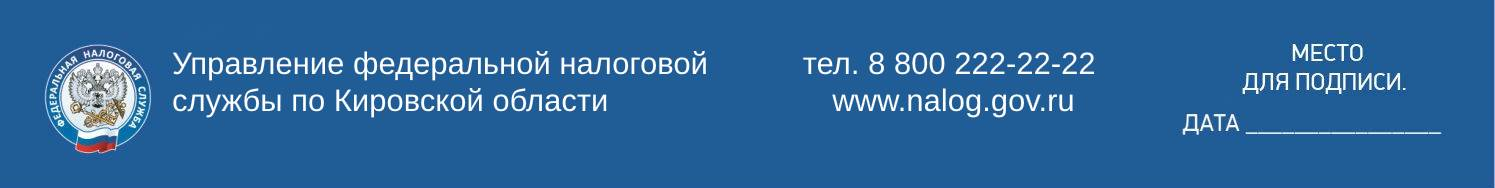 ФЕДЕРАЛЬНАЯ НАЛОГОВАЯ СЛУЖБА
Управление федеральной налоговой
службы по Кировской области
тел. 8 800 222-22-22
www.nalog.gov.ru
МЕСТО
ДЛЯ ПОДПИСИ.
ДАТА ________________